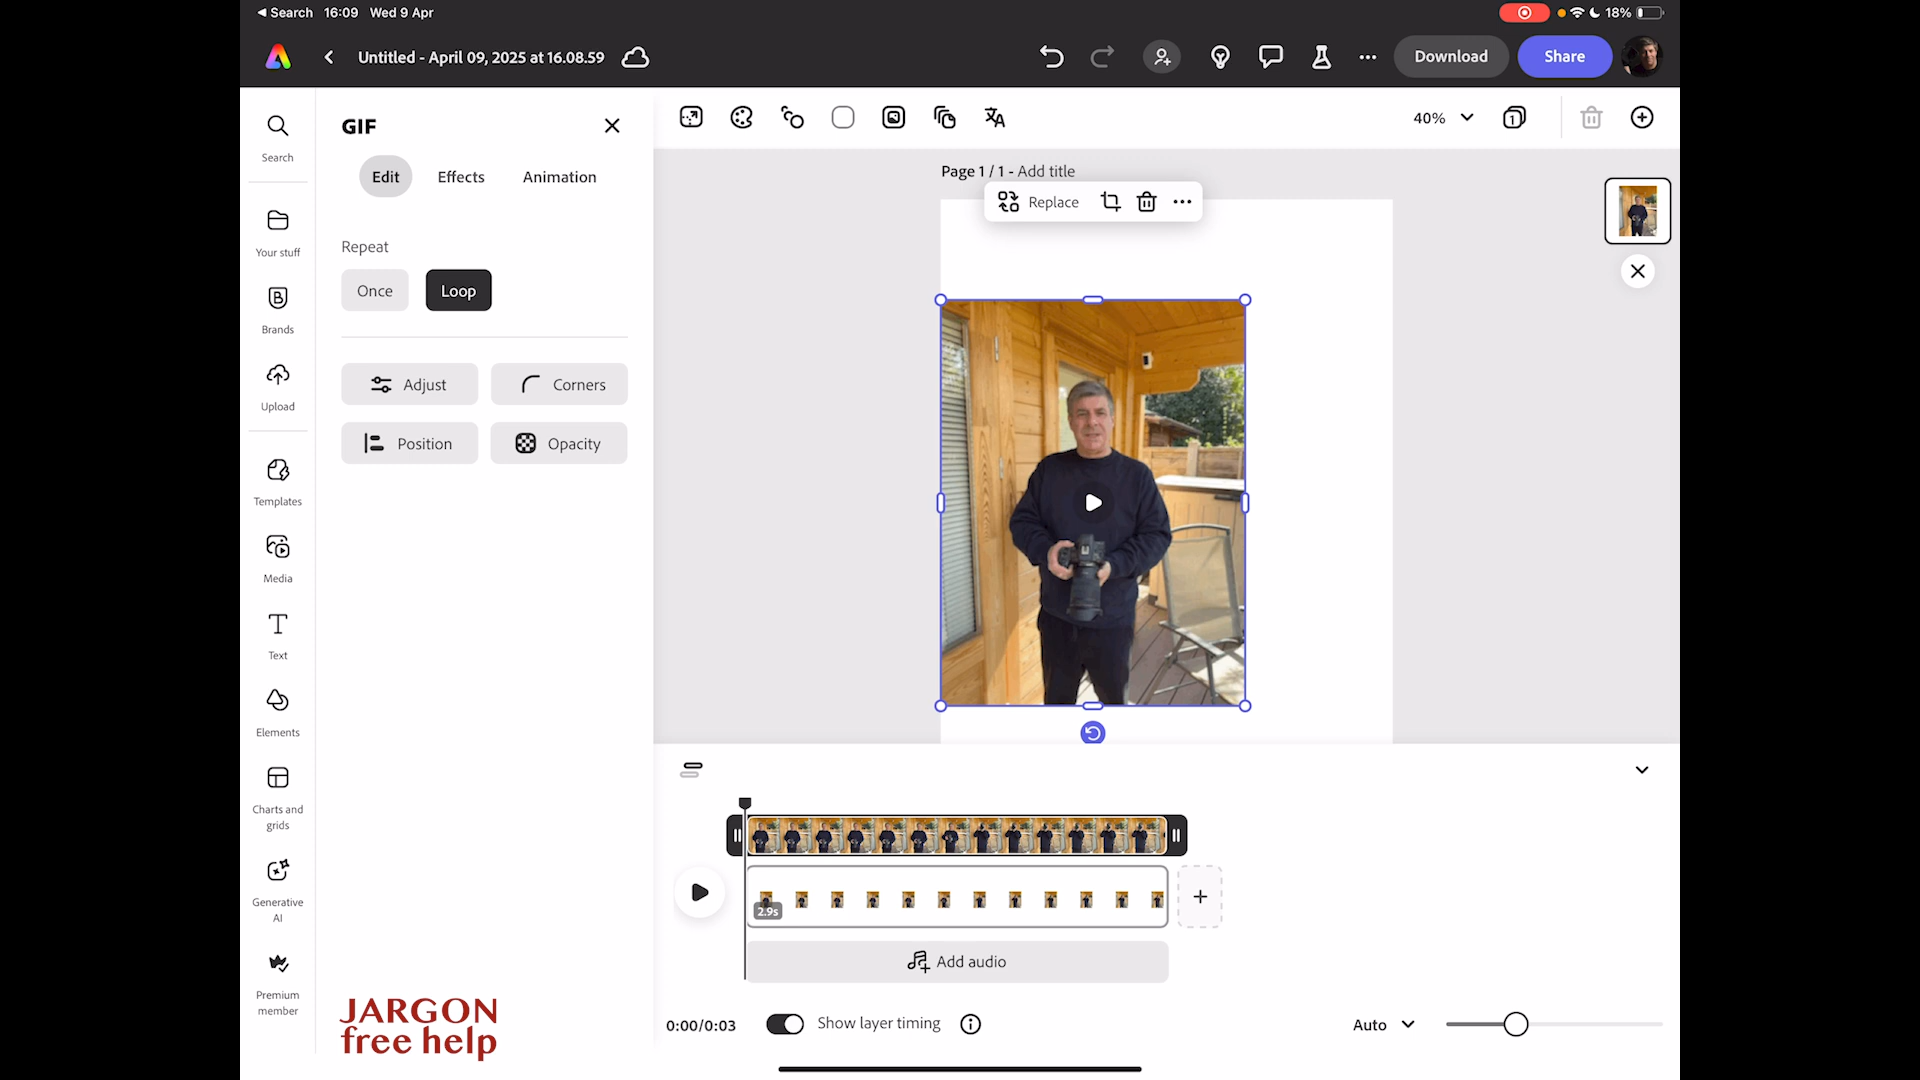 Search 16:09 Wed 9 Apr
18%
Untitled - April 09, 2025 at 16.08.59
Download
Share
Search
Your stuff
Brands
Upload
Templates
Media
Text
Elements
Charts and
grids
Generative
AI
Premium
member
GIF
Edit
Effects
Animation
Repeat
Once
Loop
Adjust
Corners
Position
Opacity
JARGON
free help
40%
1
Page 1 / 1 - Add title
Replace
2.9s
Add audio
0:00/0:03
Show layer timing
Auto